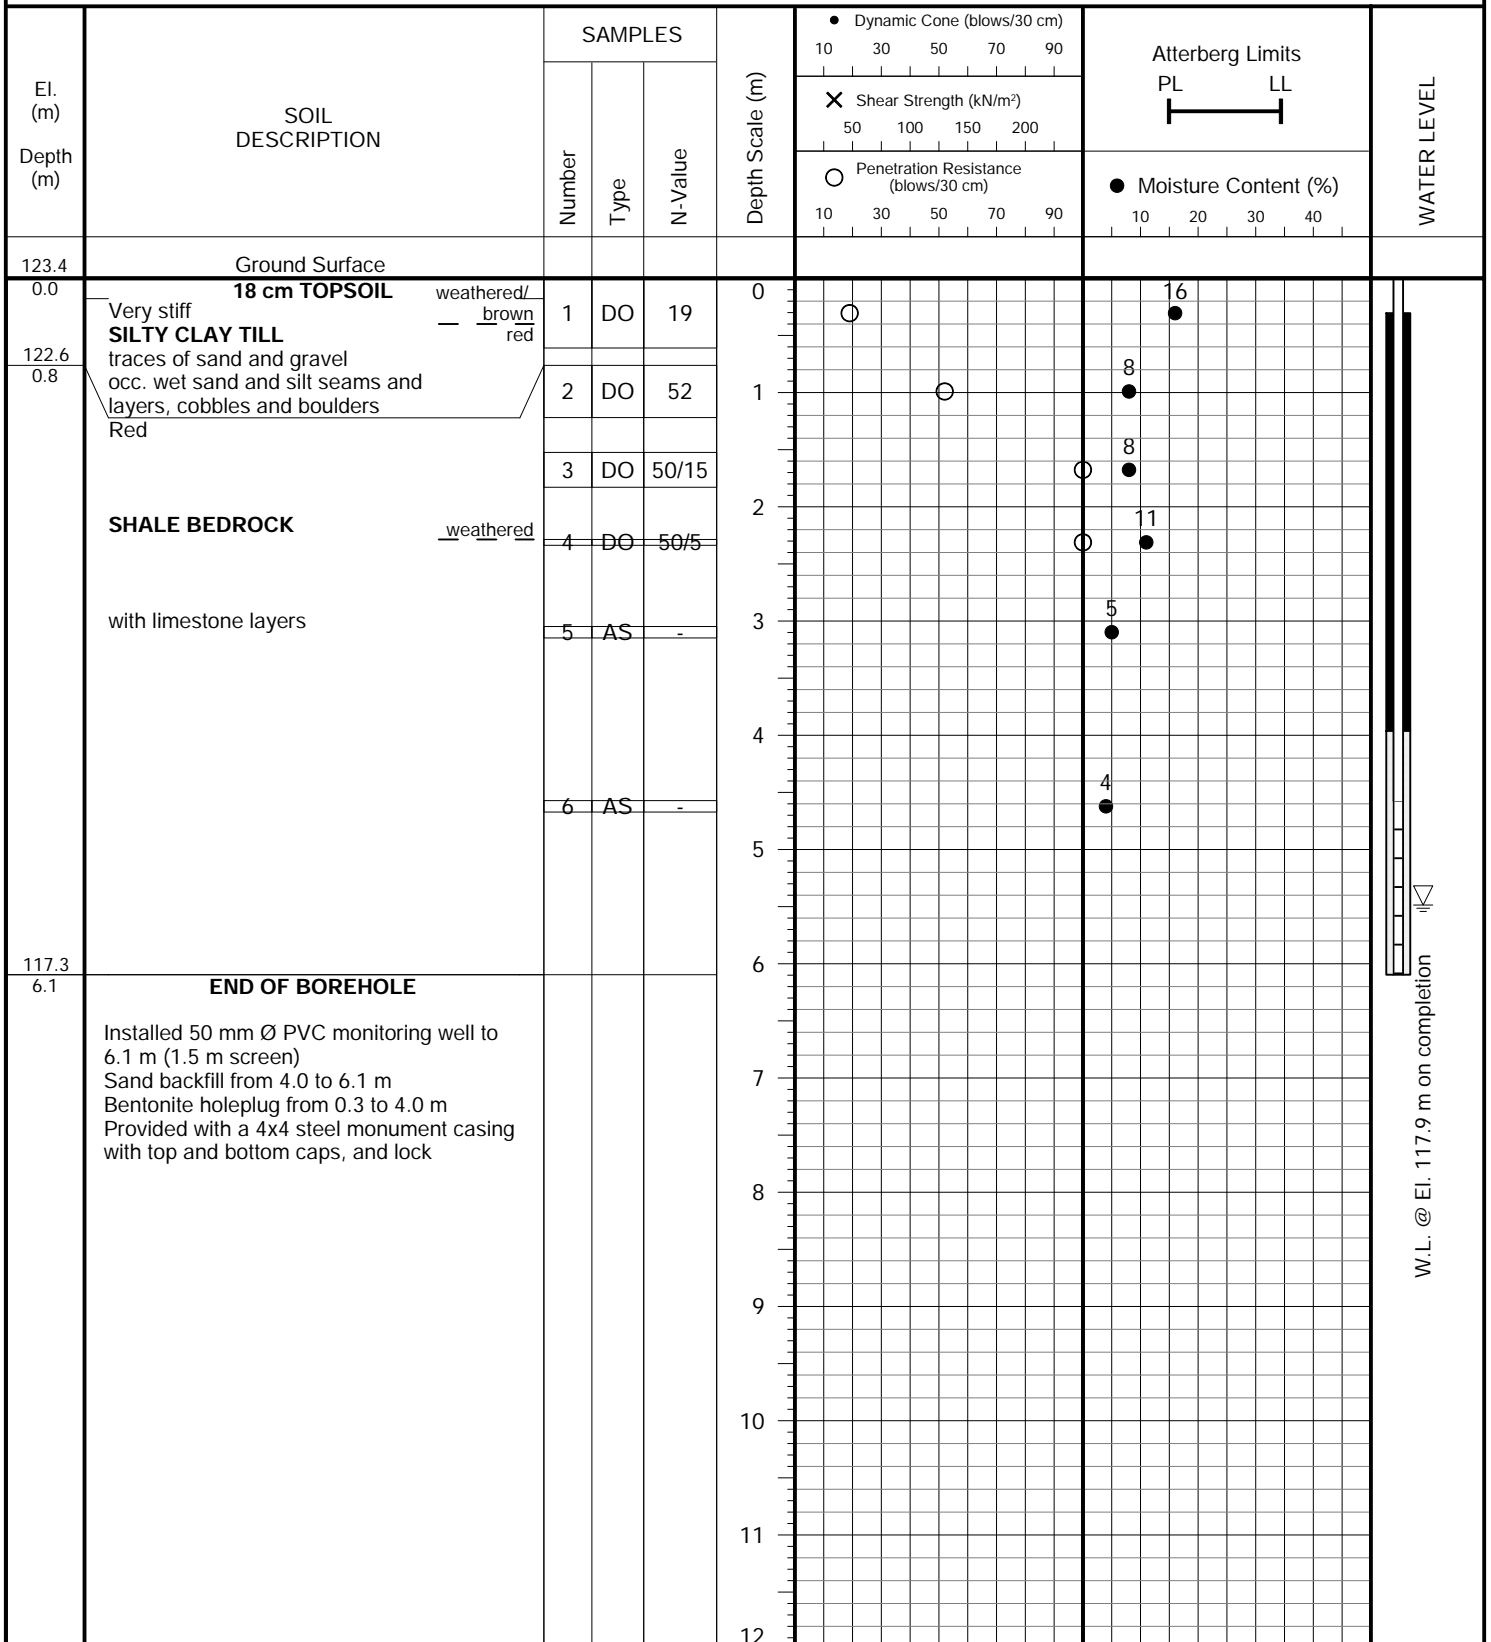 El.
(m)
Depth
(m)
SOIL
DESCRIPTION
SAMPLES
Number
Type
N-Value
Depth Scale (m)
Dynamic Cone (blows/30 cm)
10 30 50 70 90
Shear Strength (kN/m²)
50 100 150 200
Penetration Resistance
(blows/30 cm)
10 30 50 70 90
Atterberg Limits
PL LL
Moisture Content (%)
10 20 30 40
WATER LEVEL
123.4
Ground Surface
0.0
18 cm TOPSOIL
weathered/
brown
red
Very stiff
SILTY CLAY TILL
traces of sand and gravel
occ. wet sand and silt seams and
layers, cobbles and boulders
122.6
0.8
Red
SHALE BEDROCK
weathered
with limestone layers
1 DO 19
2 DO 52
3 DO 50/15
4 DO 50/5
5 AS -
6 AS -
0
1
2
3
4
5
6
7
8
9
10
11
12
16
8
8
11
5
4
117.3
6.1
END OF BOREHOLE
Installed 50 mm Ø PVC monitoring well to
6.1 m (1.5 m screen)
Sand backfill from 4.0 to 6.1 m
Bentonite holeplug from 0.3 to 4.0 m
Provided with a 4x4 steel monument casing
with top and bottom caps, and lock
W.L. @ El. 117.9 m on completion